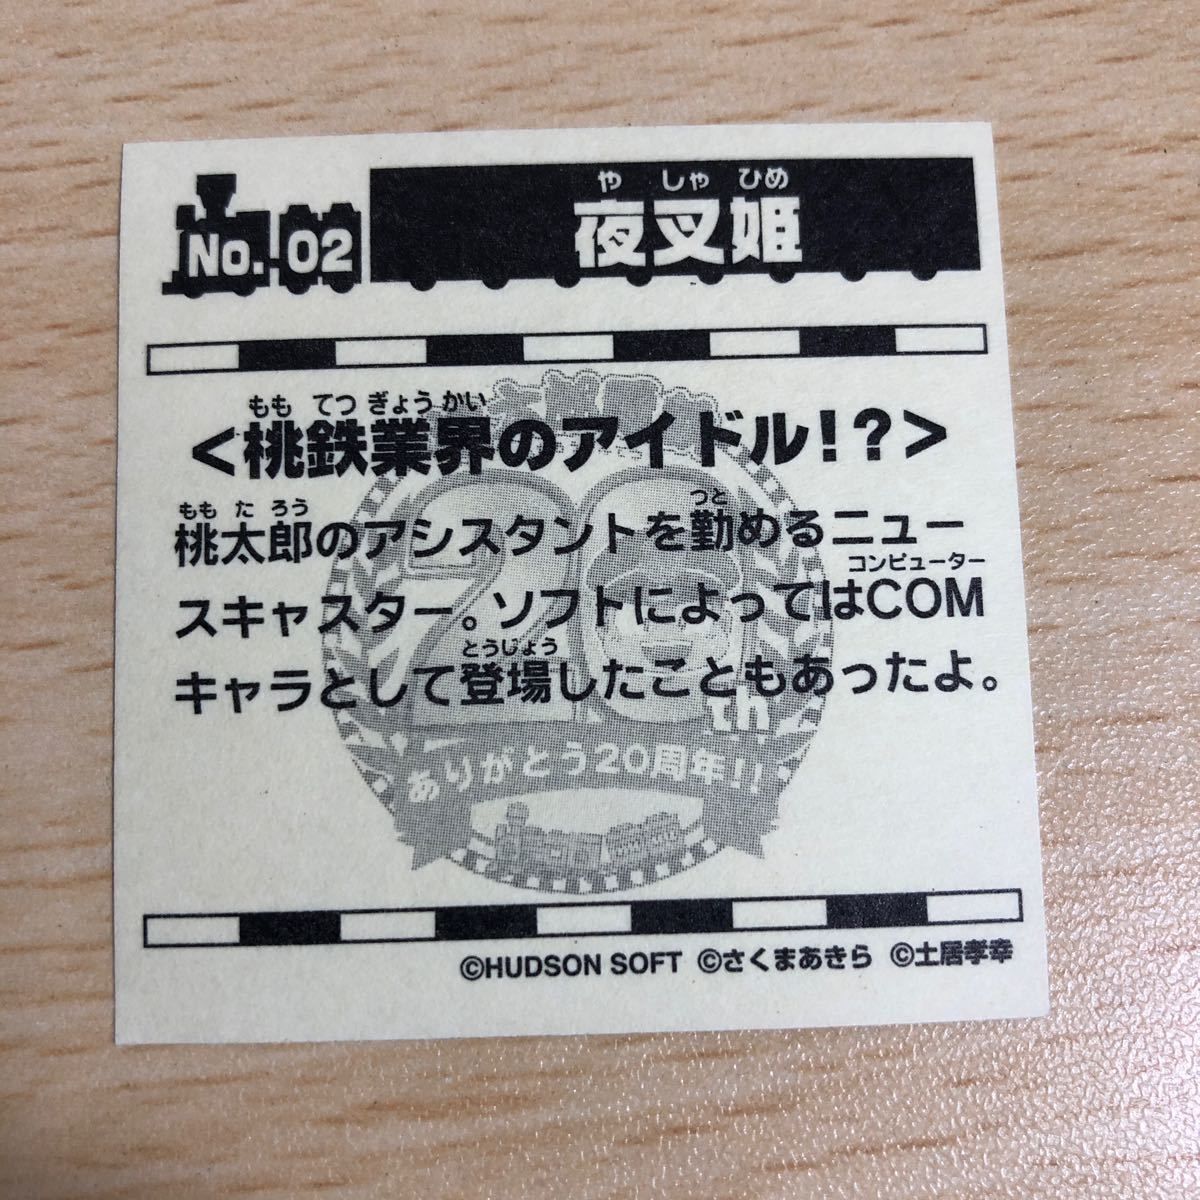 や しゃ ひめ
No. 02 夜叉姫
もも てつ ぎょう かい
<桃鉄業界のアイドル!?>
もも た ろう つと
桃太郎のアシスタントを勤めるニュー
コンピューター
スキャスター。ソフトによってはCOM
とうじょう
キャラとして登場したこともあったよ。
20th
ありがとう20周年!!
©HUDSON SOFT ©さくまあきら ©土居孝幸